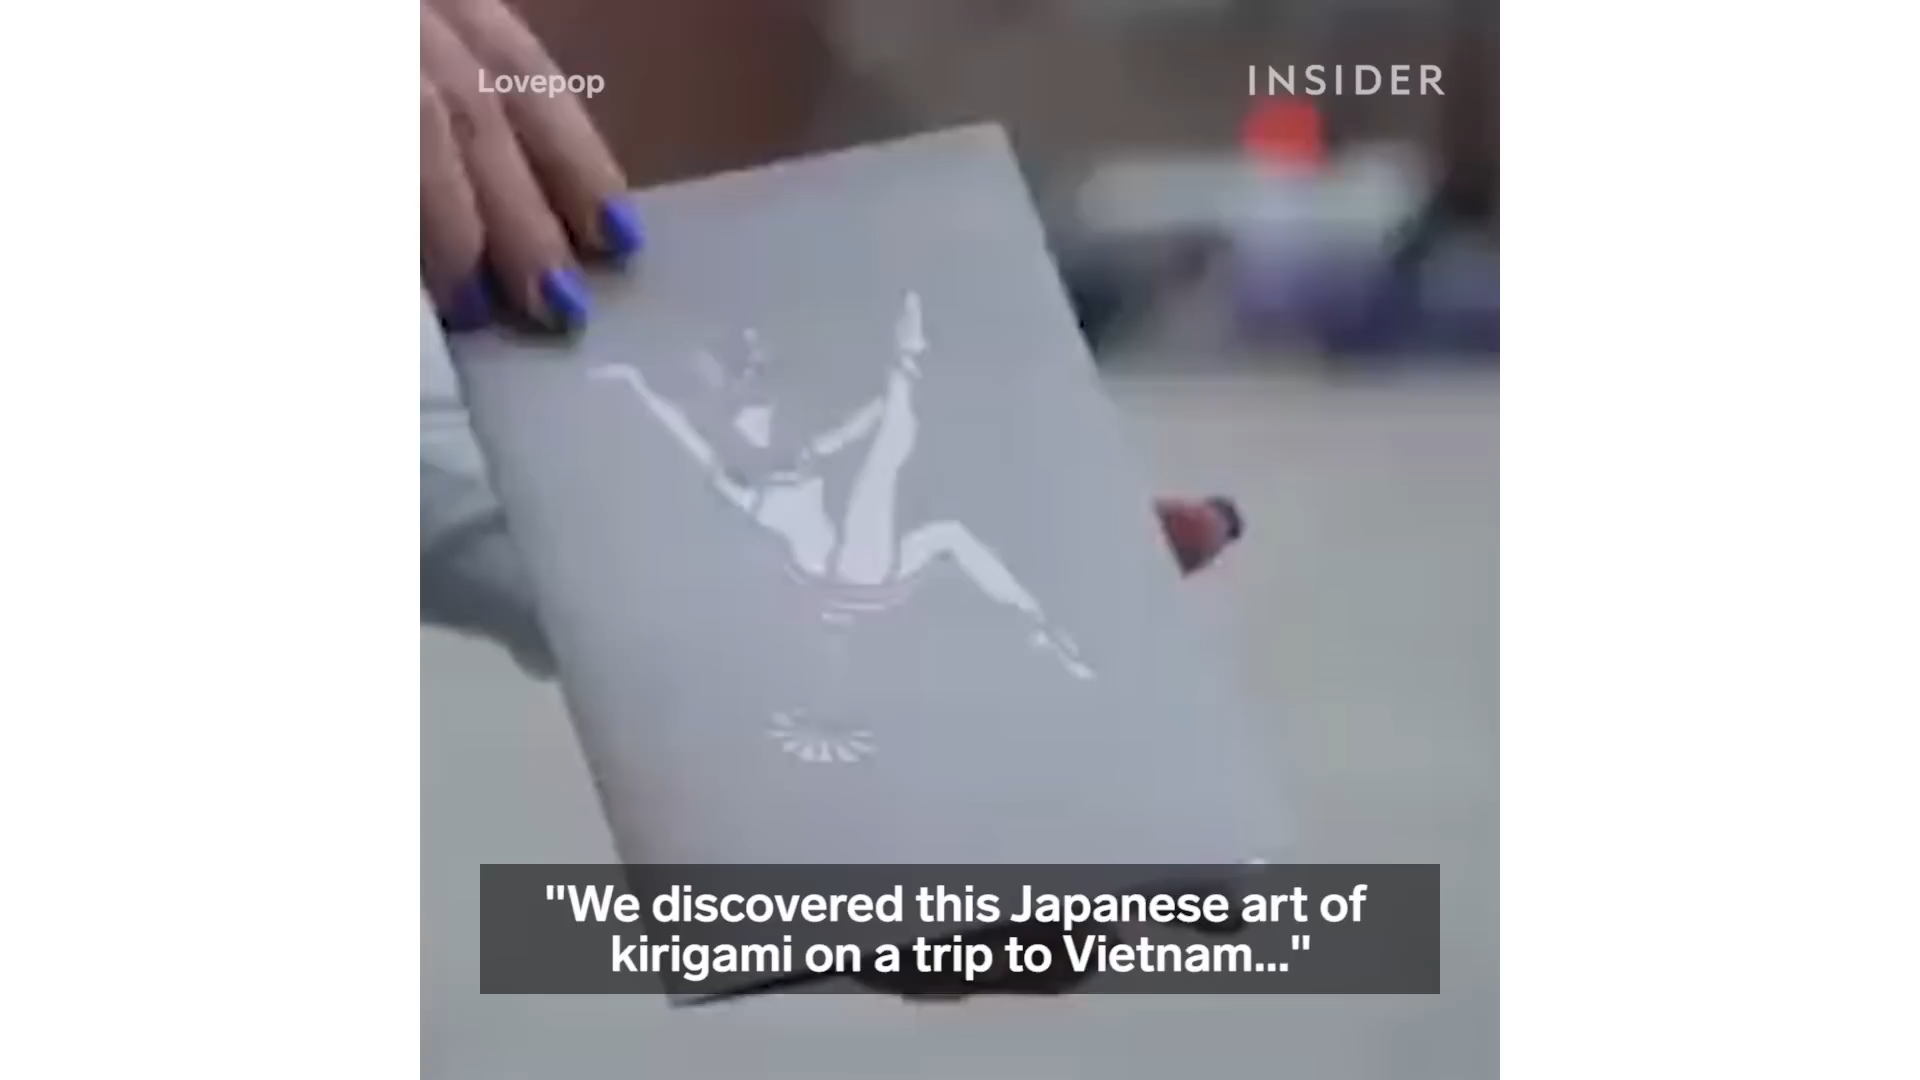 Lovepop
INSIDER
"We discovered this Japanese art of
kirigami on a trip to Vietnam..."